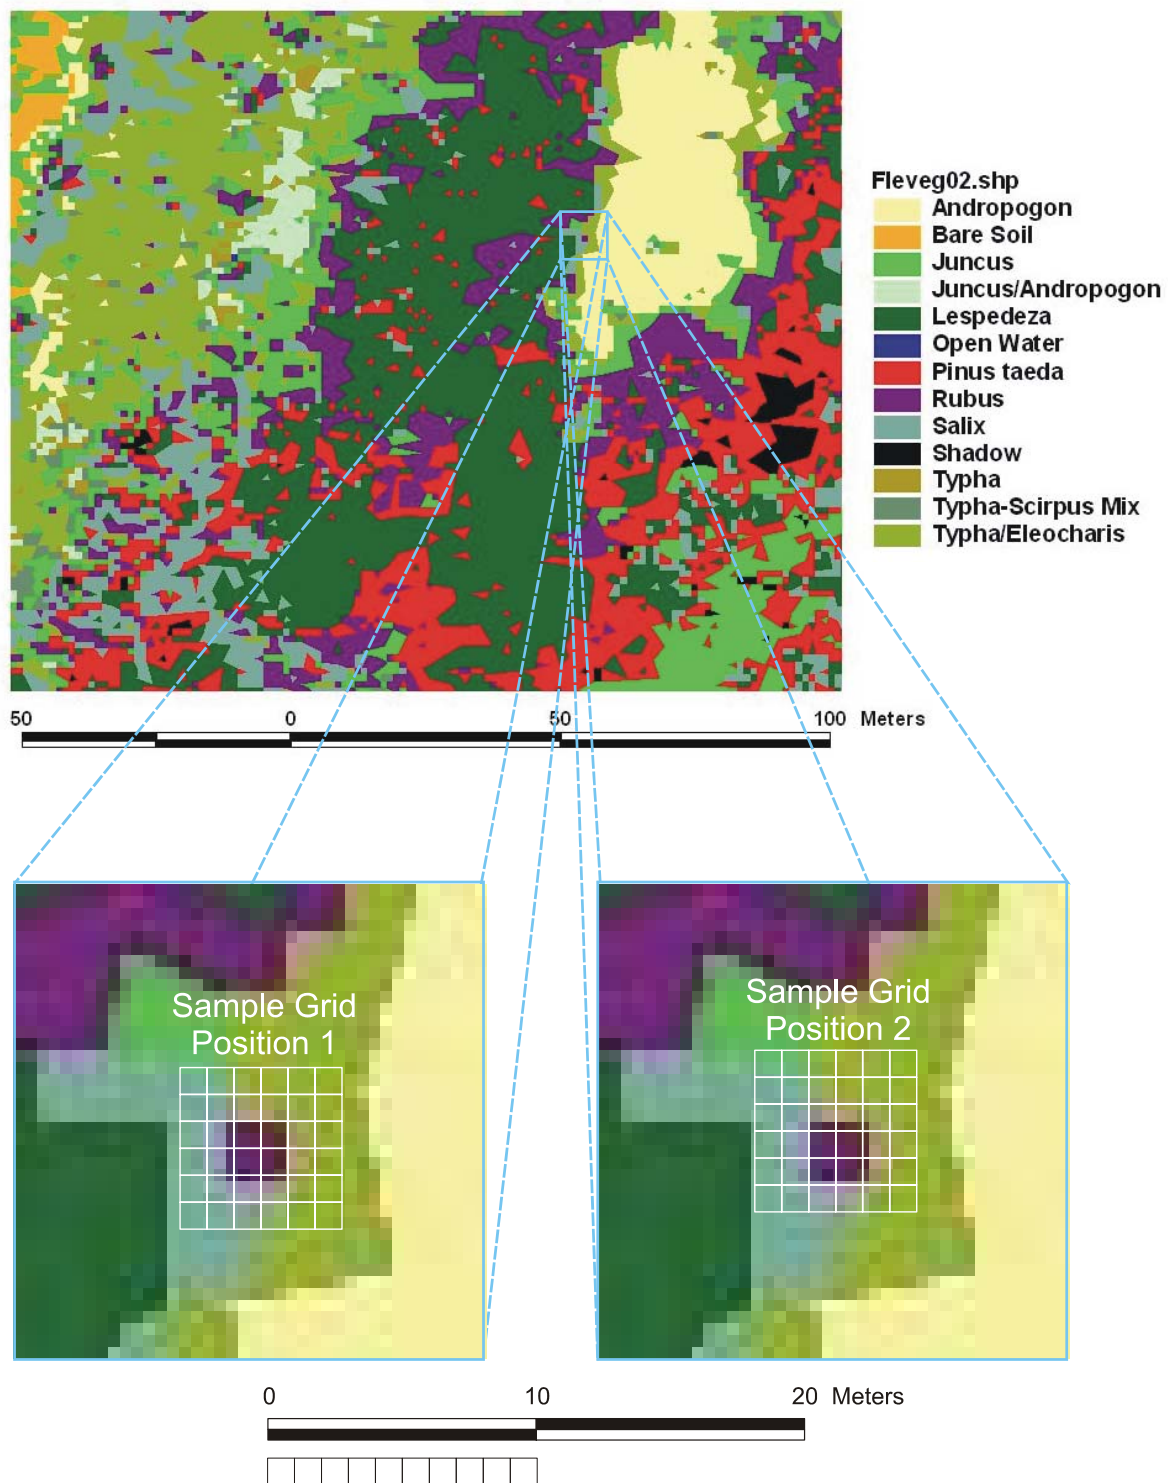 Fleveg02.shp
Andropogon
Bare Soil
Juncus
Juncus/Andropogon
Lespedeza
Open Water
Pinus taeda
Rubus
Salix
Shadow
Typha
Typha-Scirpus Mix
Typha/Eleocharis
50 0 50 100 Meters
Sample Grid
Position 1
Sample Grid
Position 2
0 10 20 Meters